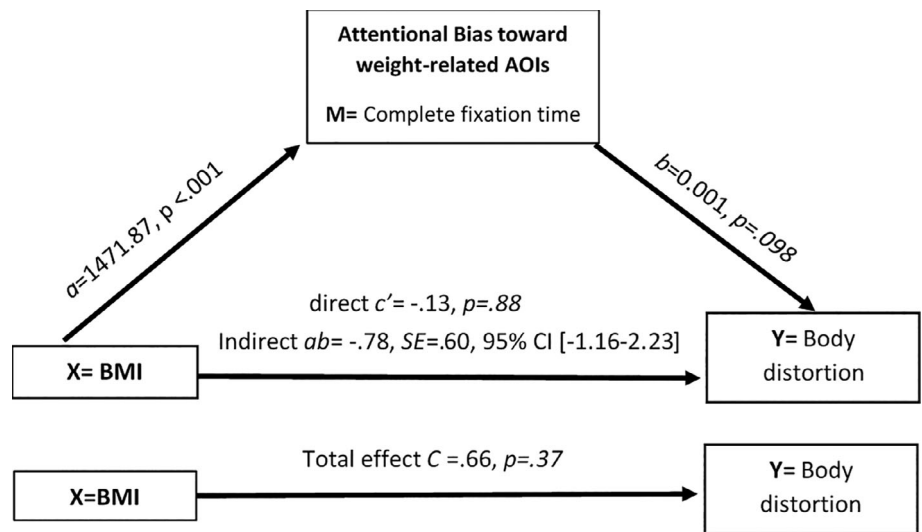 Attentional Bias toward
weight-related AOIs
M= Complete fixation time
a=1471.87, p <.001
b=0.001, p=.098
direct c’= -.13, p=.88
Indirect ab= -.78, SE=.60, 95% CI [-1.16-2.23]
X= BMI
Y= Body
distortion
Total effect C =.66, p=.37
X=BMI
Y= Body
distortion